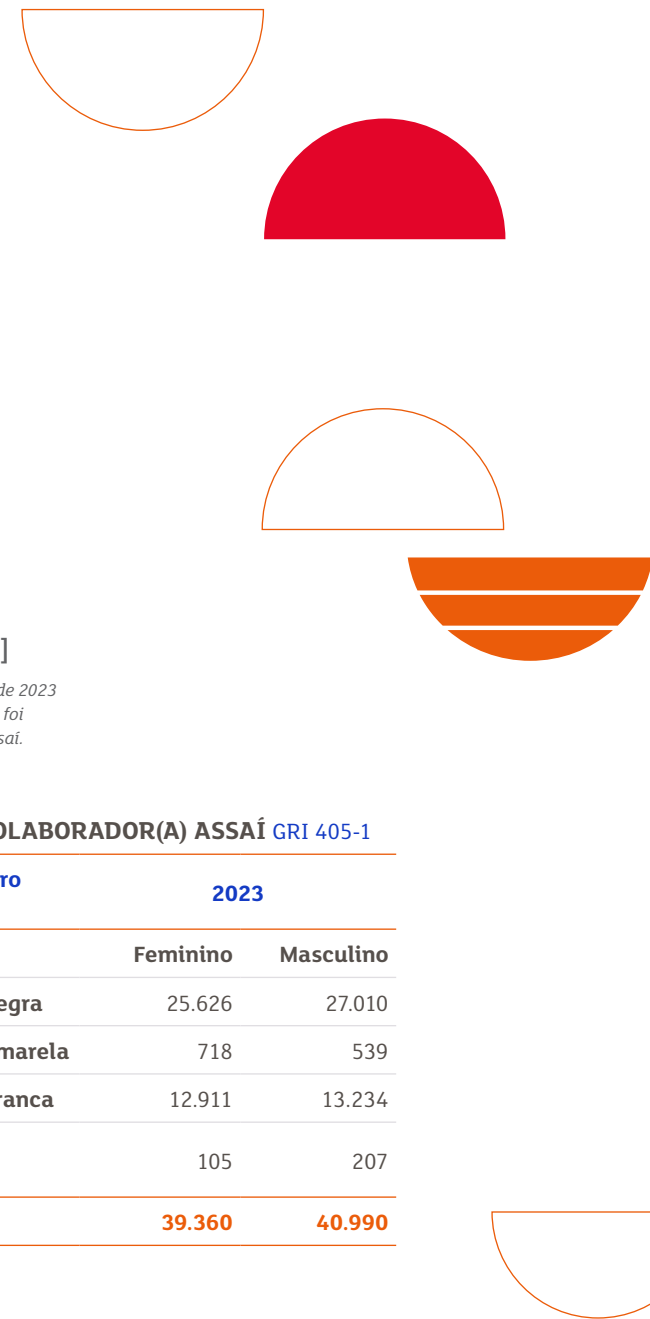 ]
de 2023
foi
saí.
OLABORADOR(A) ASSAÍ GRI 405-1
ro
2023
Feminino Masculino
egra 25.626 27.010
marela 718 539
ranca 12.911 13.234
105 207
39.360 40.990